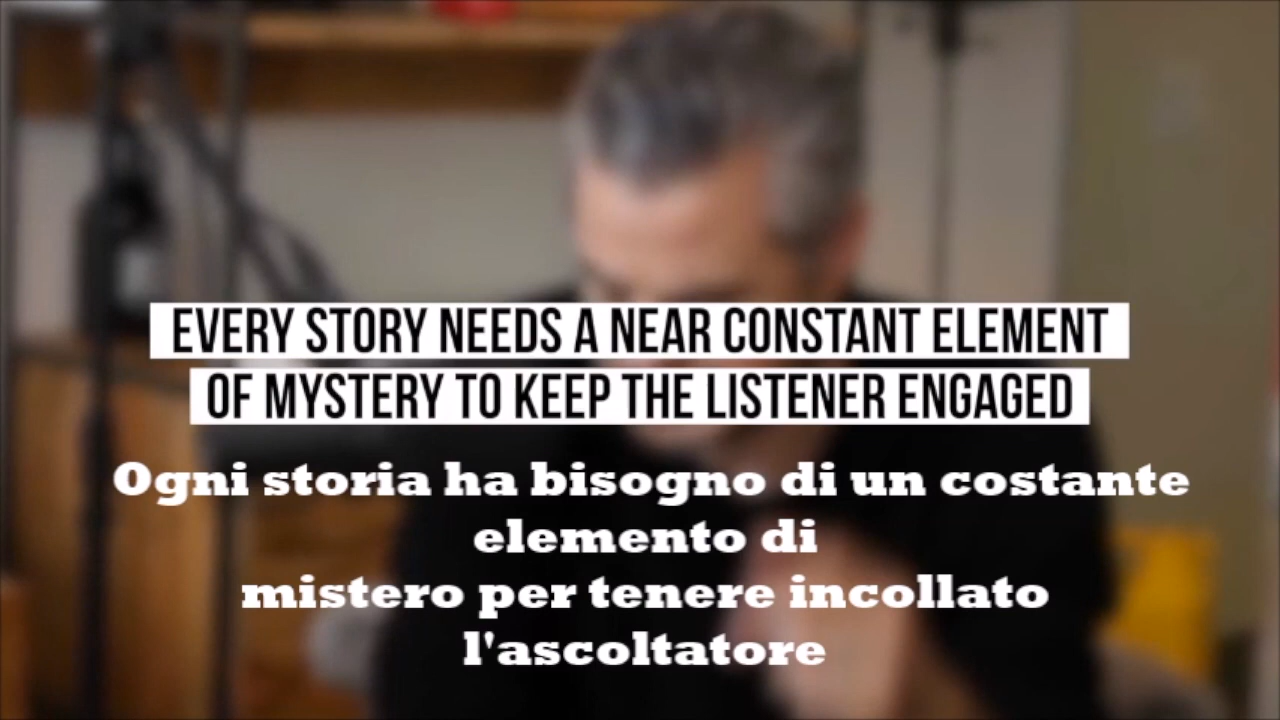 EVERY STORY NEEDS A NEAR CONSTANT ELEMENT
OF MYSTERY TO KEEP THE LISTENER ENGAGED
Ogni storia ha bisogno di un costante
elemento di
mistero per tenere incollato
l'ascoltatore